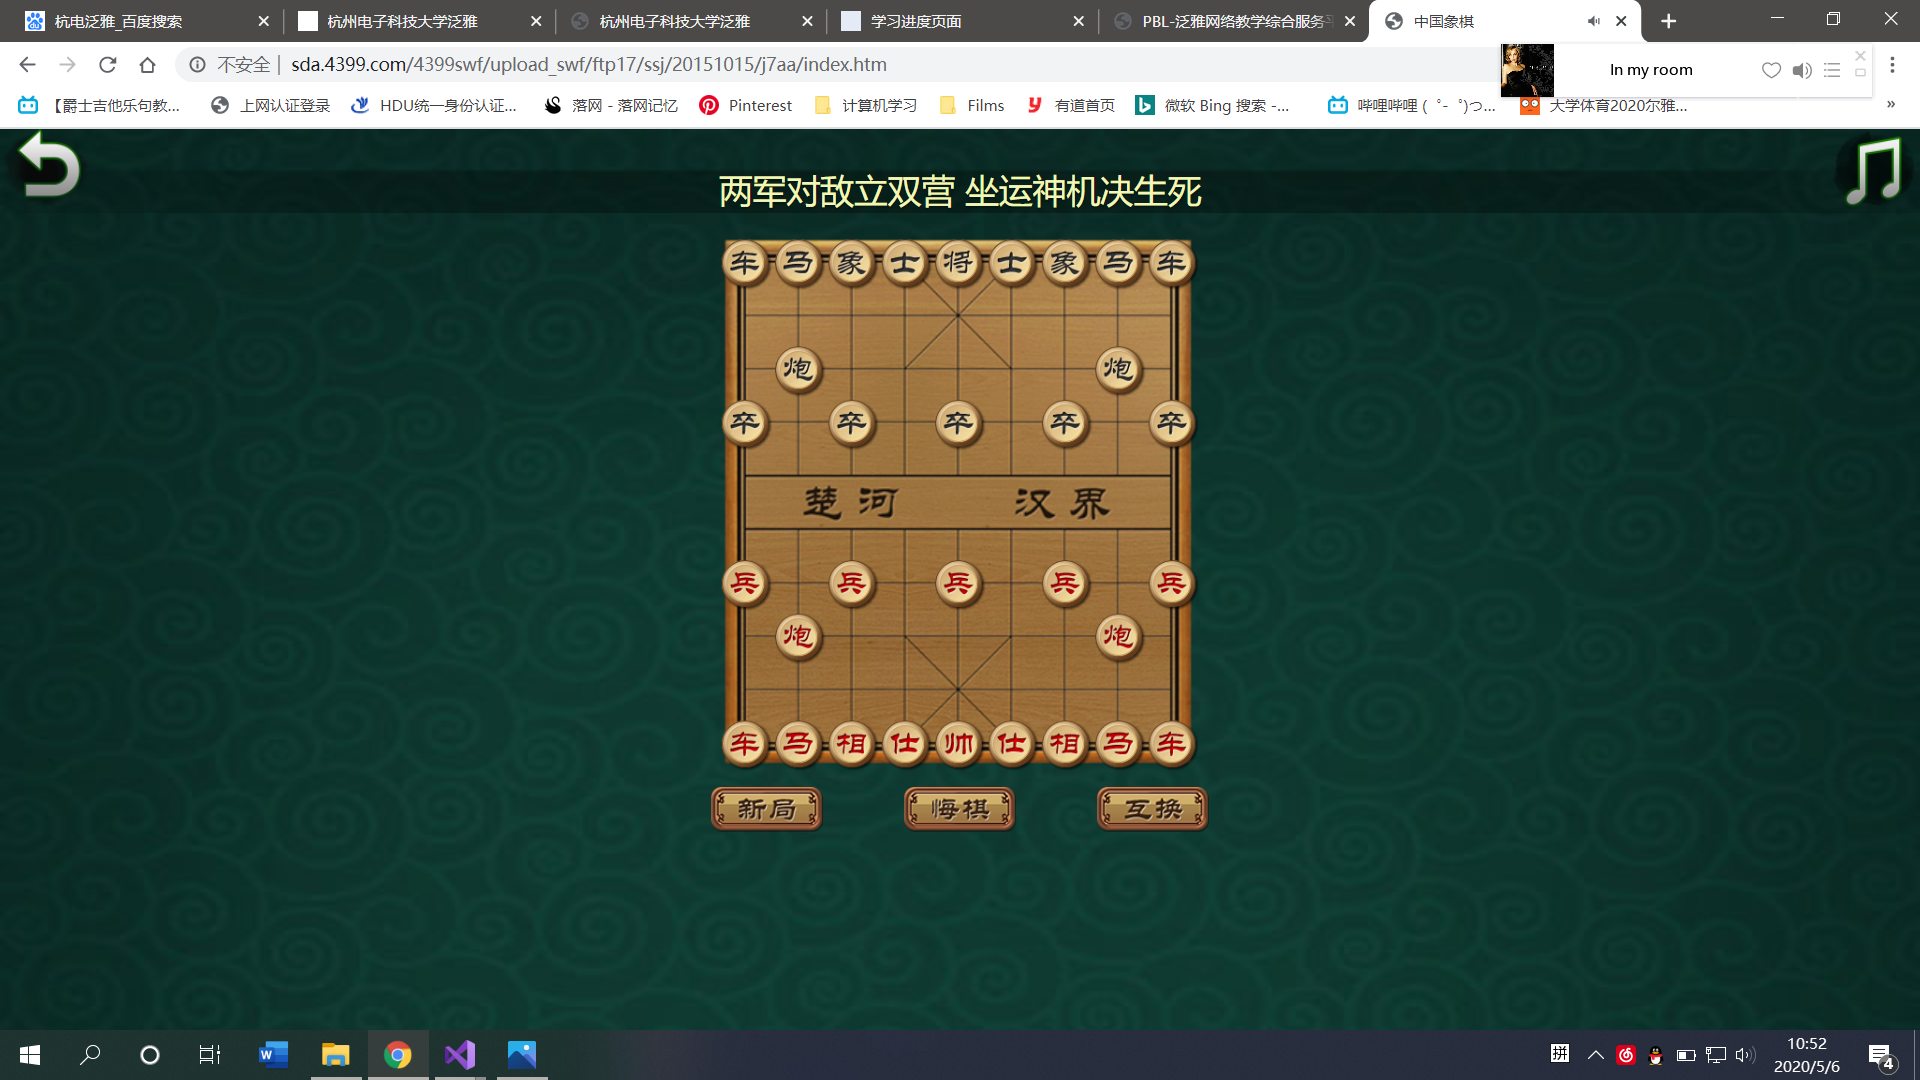 杭电泛雅_百度搜索
杭州电子科技大学泛雅
杭州电子科技大学泛雅
学习进度页面
PBL-泛雅网络教学综合服务
中国象棋
不安全 | sda.4399.com/4399swf/upload_swf/ftp17/ssj/20151015/j7aa/index.htm
In my room
【爵士吉他乐句教...
上网认证登录
HDU统一身份认证...
落网 - 落网记忆
Pinterest
计算机学习
Films
有道首页
微软 Bing 搜索 -...
哔哩哔哩 ( ゜- ゜)つ...
大学体育2020尔雅...
»
两军对敌立双营 坐运神机决生死
车 马 象 士 将 士 象 马 车
炮 炮
卒 卒 卒 卒 卒
楚河 汉界
兵 兵 兵 兵 兵
炮 炮
车 马 相 仕 帅 仕 相 马 车
新局 悔棋 互换
拼
10:52
2020/5/6
4